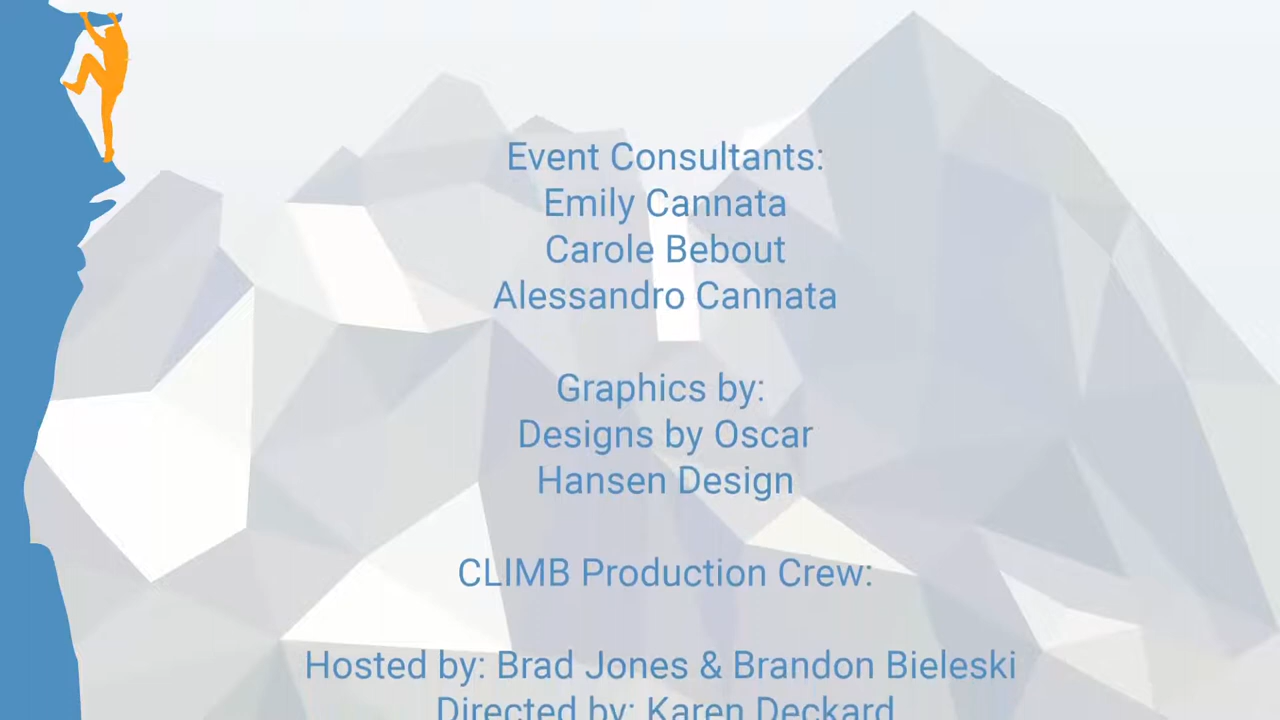 Event Consultants:
Emily Cannata
Carole Bebout
Alessandro Cannata
Graphics by:
Designs by Oscar
Hansen Design
CLIMB Production Crew:
Hosted by: Brad Jones & Brandon Bieleski
Directed by: Karen Deckard